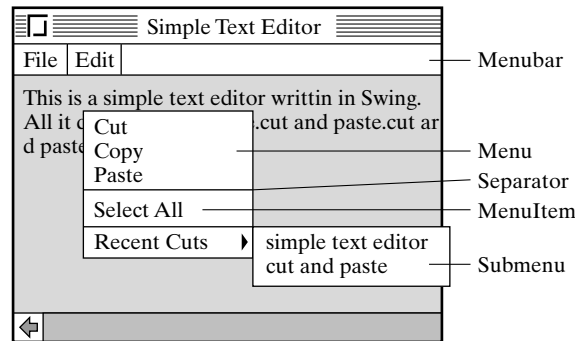 Simple Text Editor
File Edit
Menubar
This is a simple text editor writtin in Swing.
All it d .cut and paste.cut ar
d paste
Cut
Copy
Paste
Menu
Separator
Select All
MenuItem
Recent Cuts
simple text editor
cut and paste
Submenu